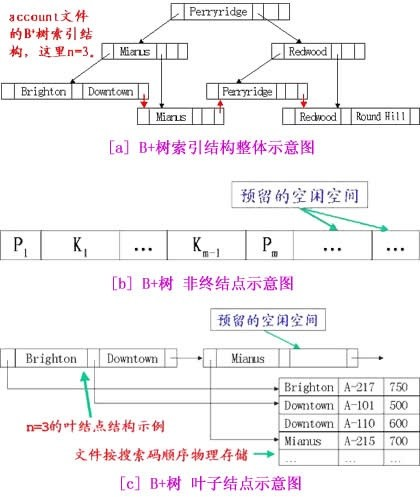 account文件
的B+树索引结
构，这里n=3。
Perryridge
Mianus
Redwood
Brighton
Downtown
Mianus
Perryridge
Redwood
Round Hill
[a] B+树索引结构整体示意图
预留的空闲空间
P1
K1
...
Km-1
Pm
...
...
[b] B+树 非终结点示意图
预留的空闲空间
Brighton
Downtown
Mianus
n=3的叶结点结构示例
Brighton A-217 750
Downtown A-101 500
Downtown A-110 600
Mianus A-215 700
... ... ...
文件按搜索码顺序物理存储
[c] B+树 叶子结点示意图